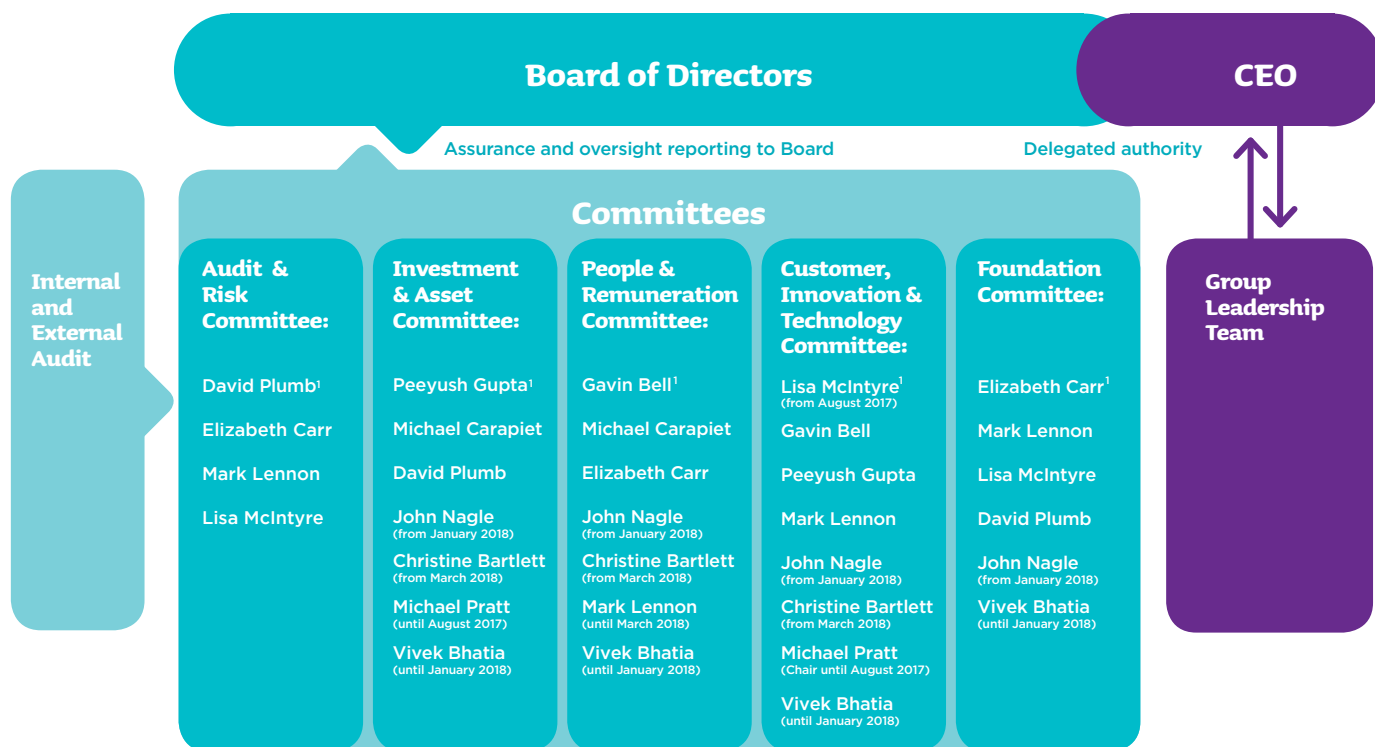 Board of Directors
CEO
Assurance and oversight reporting to Board
Delegated authority
Internal
and
External
Audit
Committees
Audit &
Risk
Committee:
David Plumb¹
Elizabeth Carr
Mark Lennon
Lisa McIntyre
Investment
& Asset
Committee:
Peeyush Gupta¹
Michael Carapiet
David Plumb
John Nagle
(from January 2018)
Christine Bartlett
(from March 2018)
Michael Pratt
(until August 2017)
Vivek Bhatia
(until January 2018)
People &
Remuneration
Committee:
Gavin Bell¹
Michael Carapiet
Elizabeth Carr
John Nagle
(from January 2018)
Christine Bartlett
(from March 2018)
Mark Lennon
(until March 2018)
Vivek Bhatia
(until January 2018)
Customer,
Innovation &
Technology
Committee:
Lisa McIntyre¹
(from August 2017)
Gavin Bell
Peeyush Gupta
Mark Lennon
John Nagle
(from January 2018)
Christine Bartlett
(from March 2018)
Michael Pratt
(Chair until August 2017)
Vivek Bhatia
(until January 2018)
Foundation
Committee:
Elizabeth Carr¹
Mark Lennon
Lisa McIntyre
David Plumb
John Nagle
(from January 2018)
Vivek Bhatia
(until January 2018)
Group
Leadership
Team